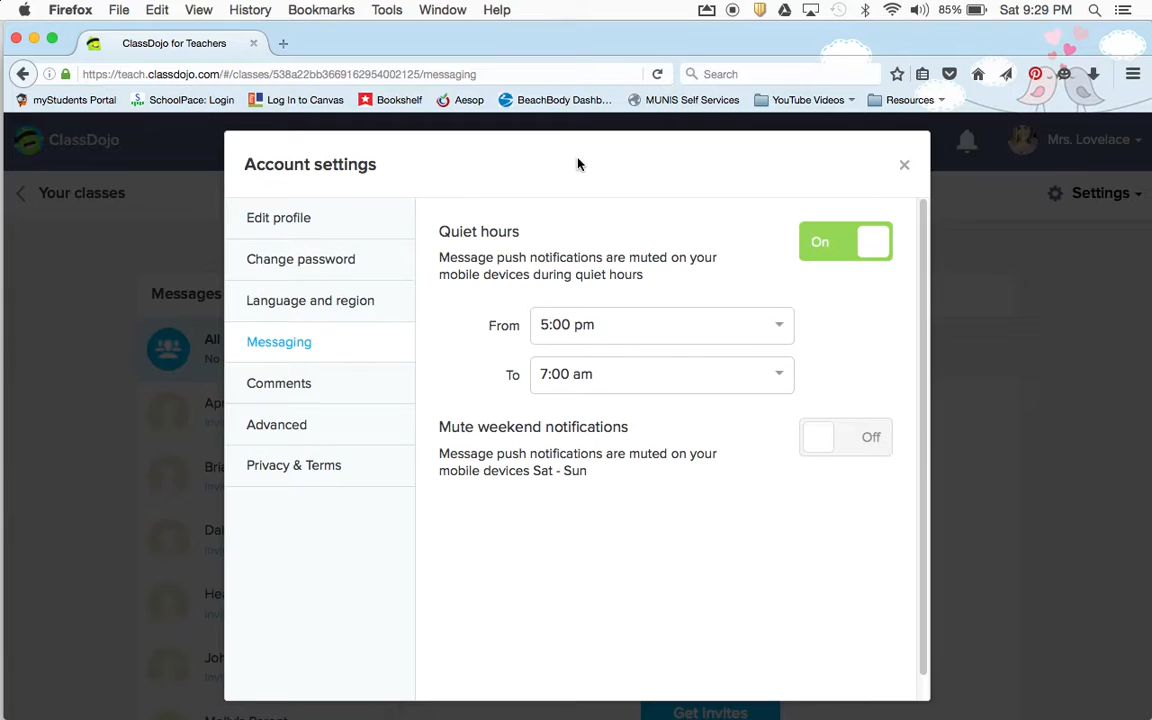 Firefox File Edit View History Bookmarks Tools Window Help 85% Sat 9:29 PM
ClassDojo for Teachers
https://teach.classdojo.com/#/classes/538a22bb3669162954002125/messaging Search
myStudents Portal SchoolPace: Login Log In to Canvas Bookshelf Aesop BeachBody Dashb... MUNIS Self Services YouTube Videos Resources
ClassDojo Mrs. Lovelace
Account settings
Your classes Settings
Edit profile
Change password
Language and region
Messaging
Comments
Advanced
Privacy & Terms
Quiet hours
On
Message push notifications are muted on your
mobile devices during quiet hours
From 5:00 pm
To 7:00 am
Mute weekend notifications
Off
Message push notifications are muted on your
mobile devices Sat - Sun
Messages
All
No
Get Invites